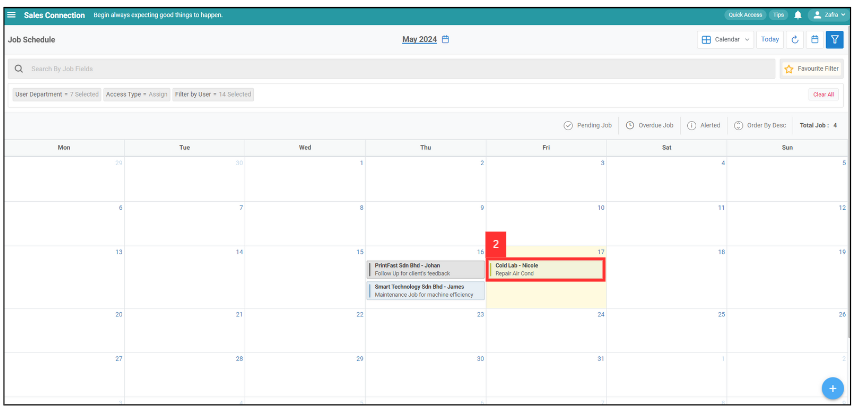 Sales Connection Begin always expecting good things to happen. Quick Access Tips Zafra
Job Schedule May 2024 Calendar Today
Search By Job Fields Favourite Filter
User Department 7 Selected Access Type Assign Filter by User 14 Selected Clear All
Pending Job Overdue Job Alerted Order By Desc Total Job : 4
Mon Tue Wed Thu Fri Sat Sun
29 30 1 2 3 4 5
6 7 8 9 10 11 12
2
13 14 15 16 17 18 19
PrintFast Sdn Bhd - Johan Cold Lab - Nicole
Follow Up for client's feedback Repair Air Cond
Smart Technology Sdn Bhd - James
Maintenance Job for machine efficiency
20 21 22 23 24 25 26
27 28 29 30 31 1 2